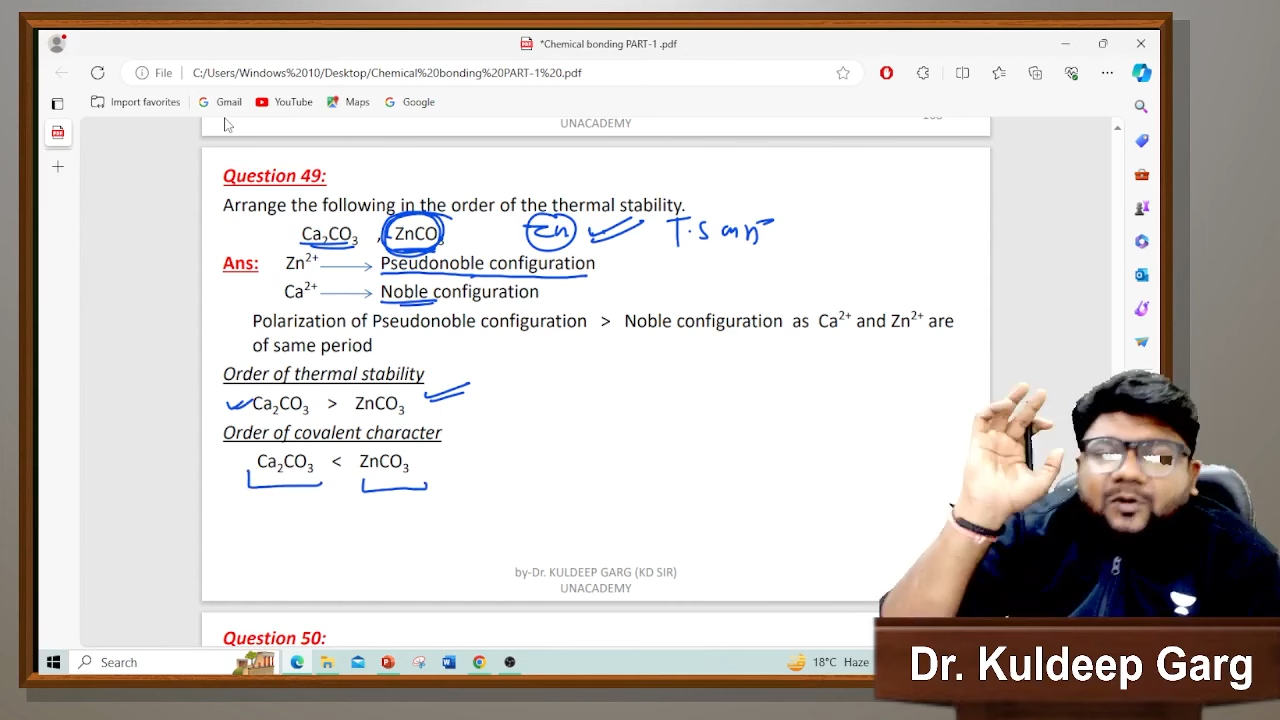 *Chemical bonding PART-1 .pdf
File C:/Users/Windows%2010/Desktop/Chemical%20bonding%20PART-1%20.pdf
Import favorites Gmail YouTube Maps Google
UNACADEMY
Question 49:
Arrange the following in the order of the thermal stability.
Ca₂CO₃ , ZnCO₃ Zn T.S
Ans: Zn²⁺ → Pseudonoble configuration
Ca²⁺ → Noble configuration
Polarization of Pseudonoble configuration > Noble configuration as Ca²⁺ and Zn²⁺ are
of same period
Order of thermal stability
Ca₂CO₃ > ZnCO₃
Order of covalent character
Ca₂CO₃ < ZnCO₃
by-Dr. KULDEEP GARG (KD SIR)
UNACADEMY
Question 50:
Search 18°C Haze
Dr. Kuldeep Garg